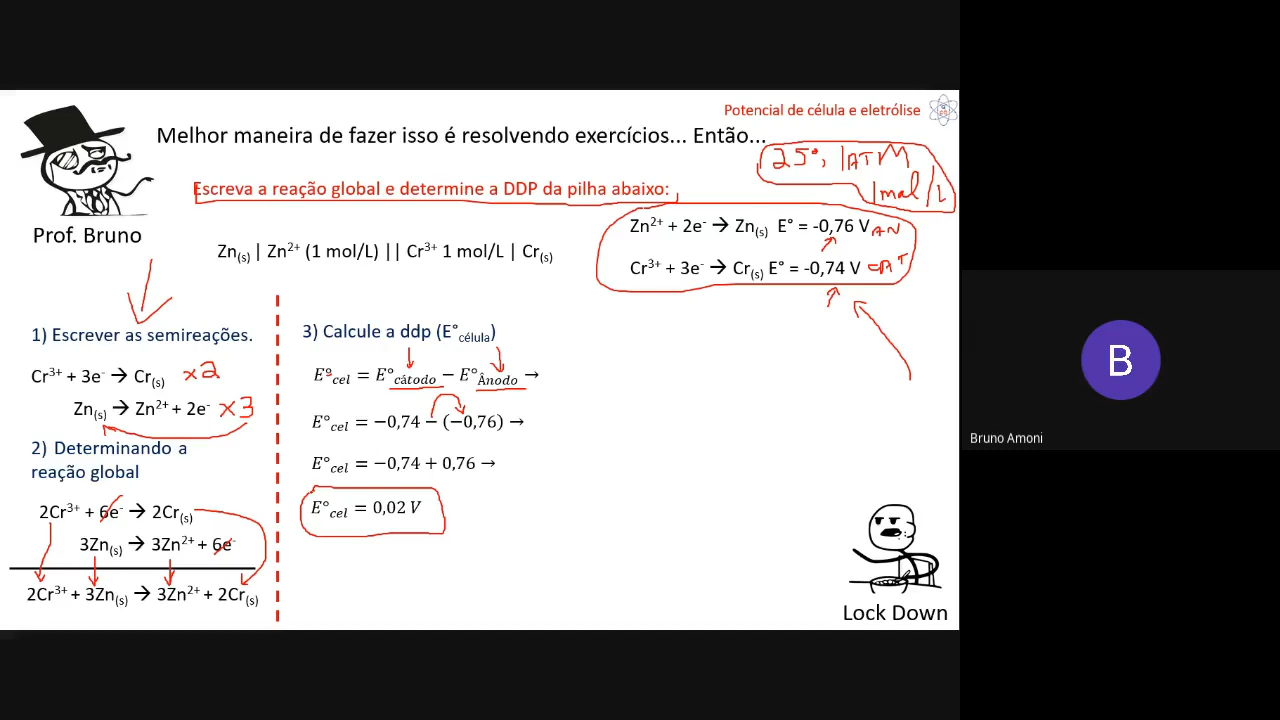 Potencial de célula e eletrólise
Melhor maneira de fazer isso é resolvendo exercícios... Então...
25°, 1ATM
1mol/L
Escreva a reação global e determine a DDP da pilha abaixo:
Prof. Bruno
Zn(s) | Zn²⁺ (1 mol/L) || Cr³⁺ 1 mol/L | Cr(s)
Zn²⁺ + 2e⁻ → Zn(s) E° = -0,76 V AN
Cr³⁺ + 3e⁻ → Cr(s) E° = -0,74 V CAT
1) Escrever as semireações.
Cr³⁺ + 3e⁻ → Cr(s) x2
Zn(s) → Zn²⁺ + 2e⁻ x3
2) Determinando a
reação global
2Cr³⁺ + 6e⁻ → 2Cr(s)
3Zn(s) → 3Zn²⁺ + 6e⁻
2Cr³⁺ + 3Zn(s) → 3Zn²⁺ + 2Cr(s)
3) Calcule a ddp (E°célula)
E°cel = E°cátodo − E°Ânodo →
E°cel = −0,74 − (−0,76) →
E°cel = −0,74 + 0,76 →
E°cel = 0,02 V
Lock Down
B
Bruno Amoni